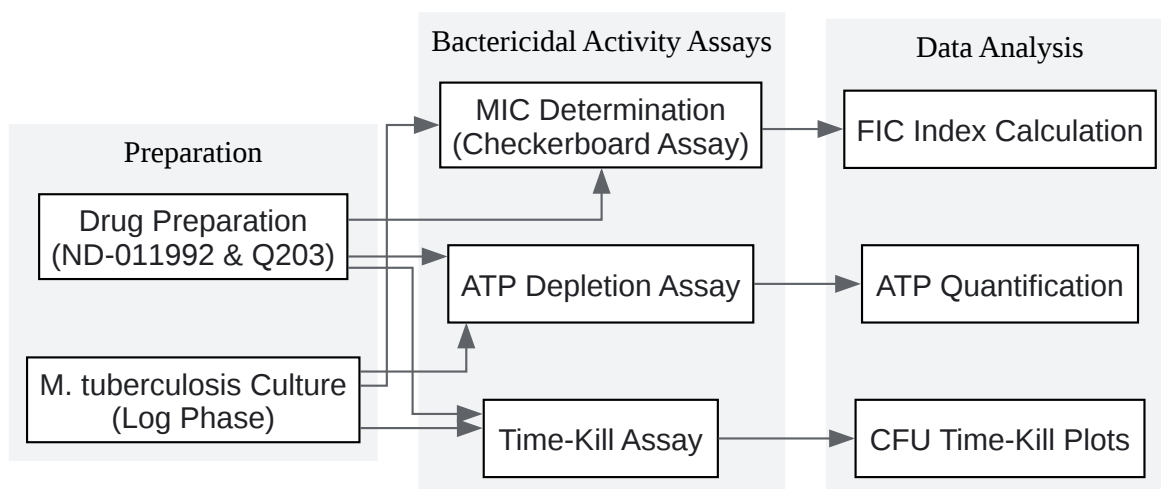 Preparation
Drug Preparation
(ND-011992 & Q203)
M. tuberculosis Culture
(Log Phase)
Bactericidal Activity Assays
MIC Determination
(Checkerboard Assay)
ATP Depletion Assay
Time-Kill Assay
Data Analysis
FIC Index Calculation
ATP Quantification
CFU Time-Kill Plots